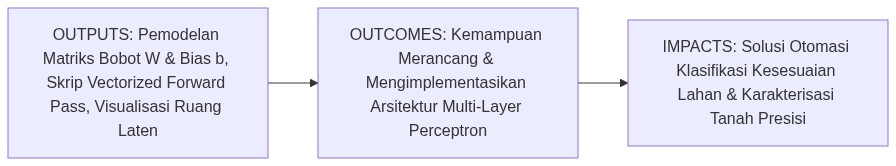 OUTPUTS: Pemodelan
Matriks Bobot W & Bias b,
Skrip Vectorized Forward
Pass, Visualisasi Ruang
Laten
OUTCOMES: Kemampuan
Merancang &
Mengimplementasikan
Arsitektur Multi-Layer
Perceptron
IMPACTS: Solusi Otomasi
Klasifikasi Kesesuaian
Lahan & Karakterisasi
Tanah Presisi